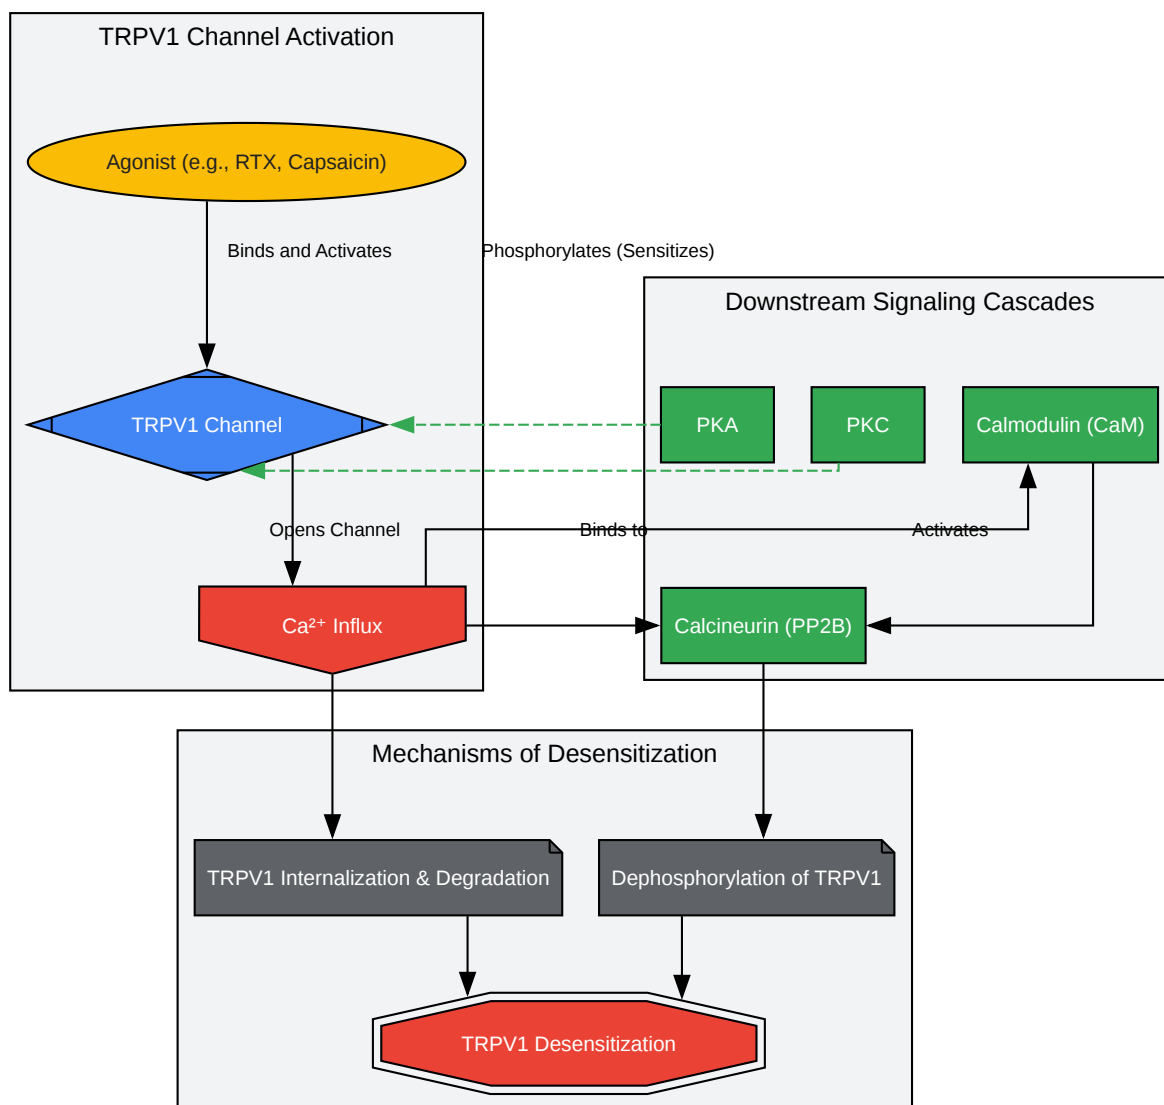 TRPV1 Channel Activation
Agonist (e.g., RTX, Capsaicin)
Binds and Activates
Phosphorylates (Sensitizes)
Downstream Signaling Cascades
TRPV1 Channel
PKA
PKC
Calmodulin (CaM)
Opens Channel
Binds to
Activates
Ca²⁺ Influx
Calcineurin (PP2B)
Mechanisms of Desensitization
TRPV1 Internalization & Degradation
Dephosphorylation of TRPV1
TRPV1 Desensitization